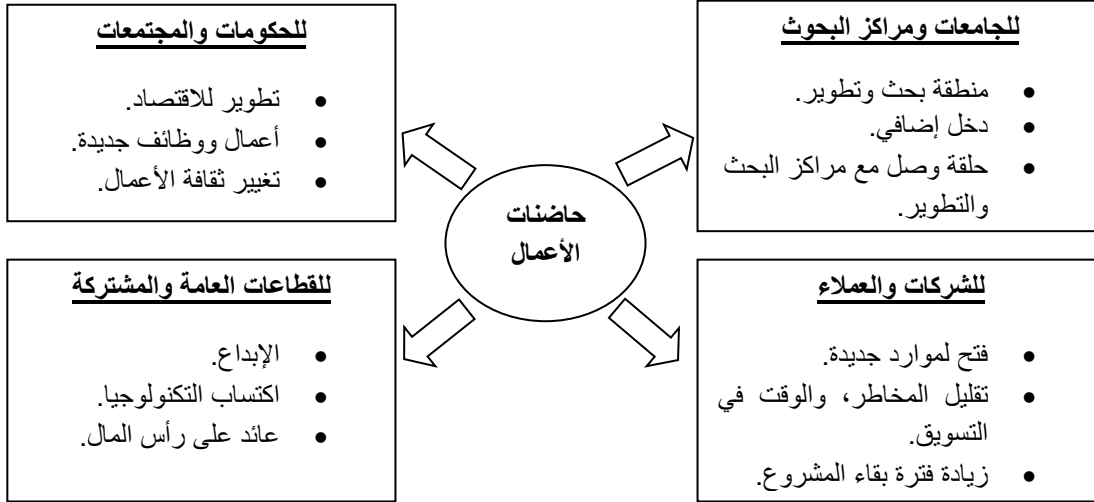 للجامعات ومراكز البحوث
• منطقة بحث وتطوير.
• دخل إضافي.
• حلقة وصل مع مراكز البحث
والتطوير.
للحكومات والمجتمعات
• تطوير للاقتصاد.
• أعمال ووظائف جديدة.
• تغيير ثقافة الأعمال.
حاضنات
الأعمال
للشركات والعملاء
• فتح لموارد جديدة.
• تقليل المخاطر، والوقت في
التسويق.
• زيادة فترة بقاء المشروع.
للقطاعات العامة والمشتركة
• الإبداع.
• اكتساب التكنولوجيا.
• عائد على رأس المال.